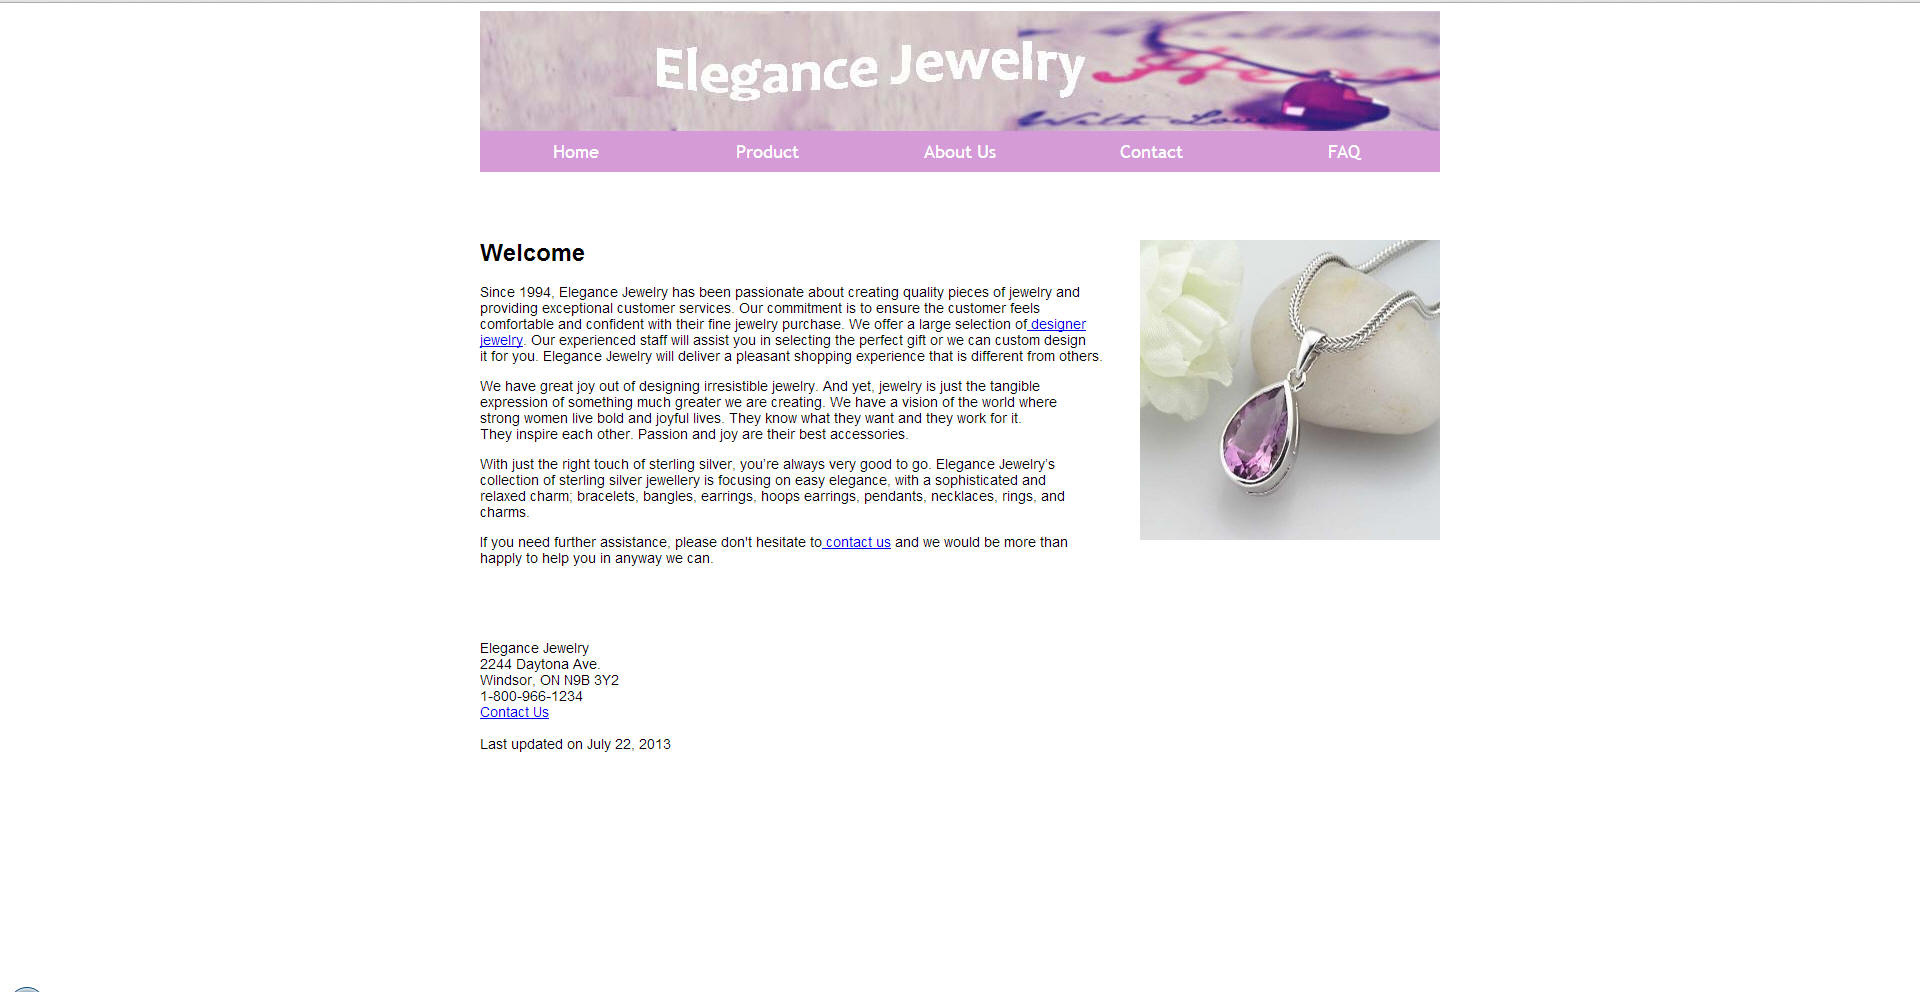 Elegance Jewelry
With Love
Home Product About Us Contact FAQ
Welcome
Since 1994, Elegance Jewelry has been passionate about creating quality pieces of jewelry and
providing exceptional customer services. Our commitment is to ensure the customer feels
comfortable and confident with their fine jewelry purchase. We offer a large selection of designer
jewelry. Our experienced staff will assist you in selecting the perfect gift or we can custom design
it for you. Elegance Jewelry will deliver a pleasant shopping experience that is different from others.
We have great joy out of designing irresistible jewelry. And yet, jewelry is just the tangible
expression of something much greater we are creating. We have a vision of the world where
strong women live bold and joyful lives. They know what they want and they work for it.
They inspire each other. Passion and joy are their best accessories.
With just the right touch of sterling silver, you're always very good to go. Elegance Jewelry's
collection of sterling silver jewellery is focusing on easy elegance, with a sophisticated and
relaxed charm; bracelets, bangles, earrings, hoops earrings, pendants, necklaces, rings, and
charms.
If you need further assistance, please don't hesitate to contact us and we would be more than
happy to help you in anyway we can.
Elegance Jewelry
2244 Daytona Ave.
Windsor, ON N9B 3Y2
1-800-966-1234
Contact Us
Last updated on July 22, 2013